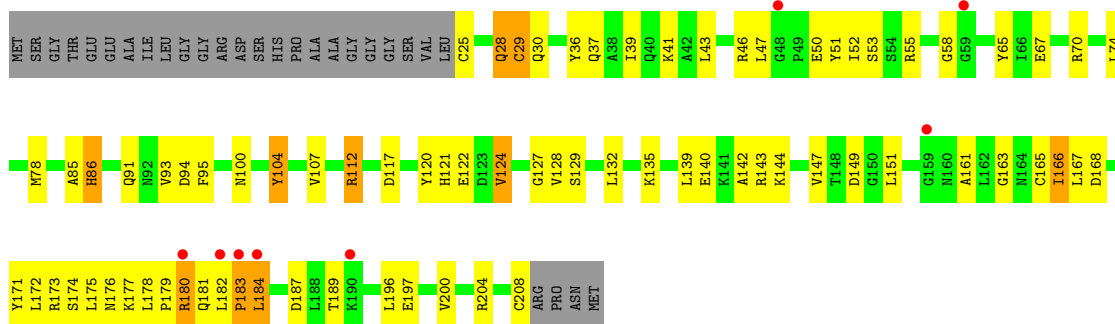 MET SER GLY THR GLU GLU ALA ILE LEU GLY GLY ARG ASP SER HIS PRO ALA ALA GLY GLY GLY SER VAL LEU C25 Q28 C29 Q30 Y36 Q37 A38 I39 Q40 K41 A42 L43 R46 L47 G48 P49 E50 Y51 I52 S53 S54 R55 G58 G59 Y65 I66 E67 R70 L74
M78 A85 H86 Q91 N92 V93 D94 F95 N100 Y104 V107 R112 D117 Y120 H121 E122 D123 V124 G127 V128 S129 L132 K135 L139 E140 K141 A142 R143 K144 V147 T148 D149 G150 L151 G159 N160 A161 L162 G163 N164 C165 I166 L167 D168
Y171 L172 R173 S174 L175 N176 K177 L178 P179 R180 Q181 L182 P183 L184 D187 L188 T189 K190 L196 E197 V200 R204 C208 ARG PRO ASN MET